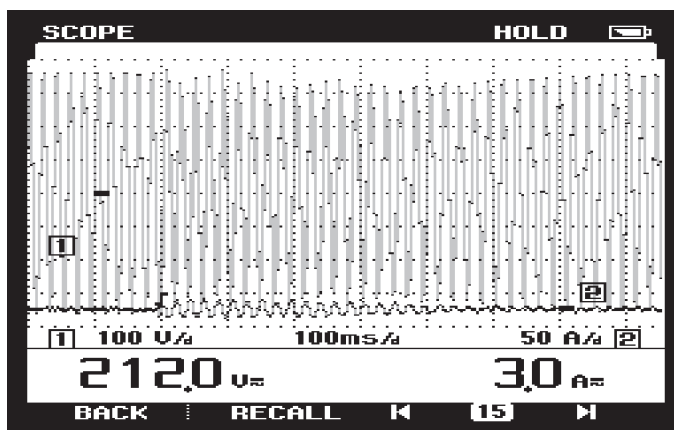 SCOPE HOLD
1
2
1 100 V/d 100ms/d 50 A/d 2
212.0 V≂ 3.0 A≂
BACK RECALL 15